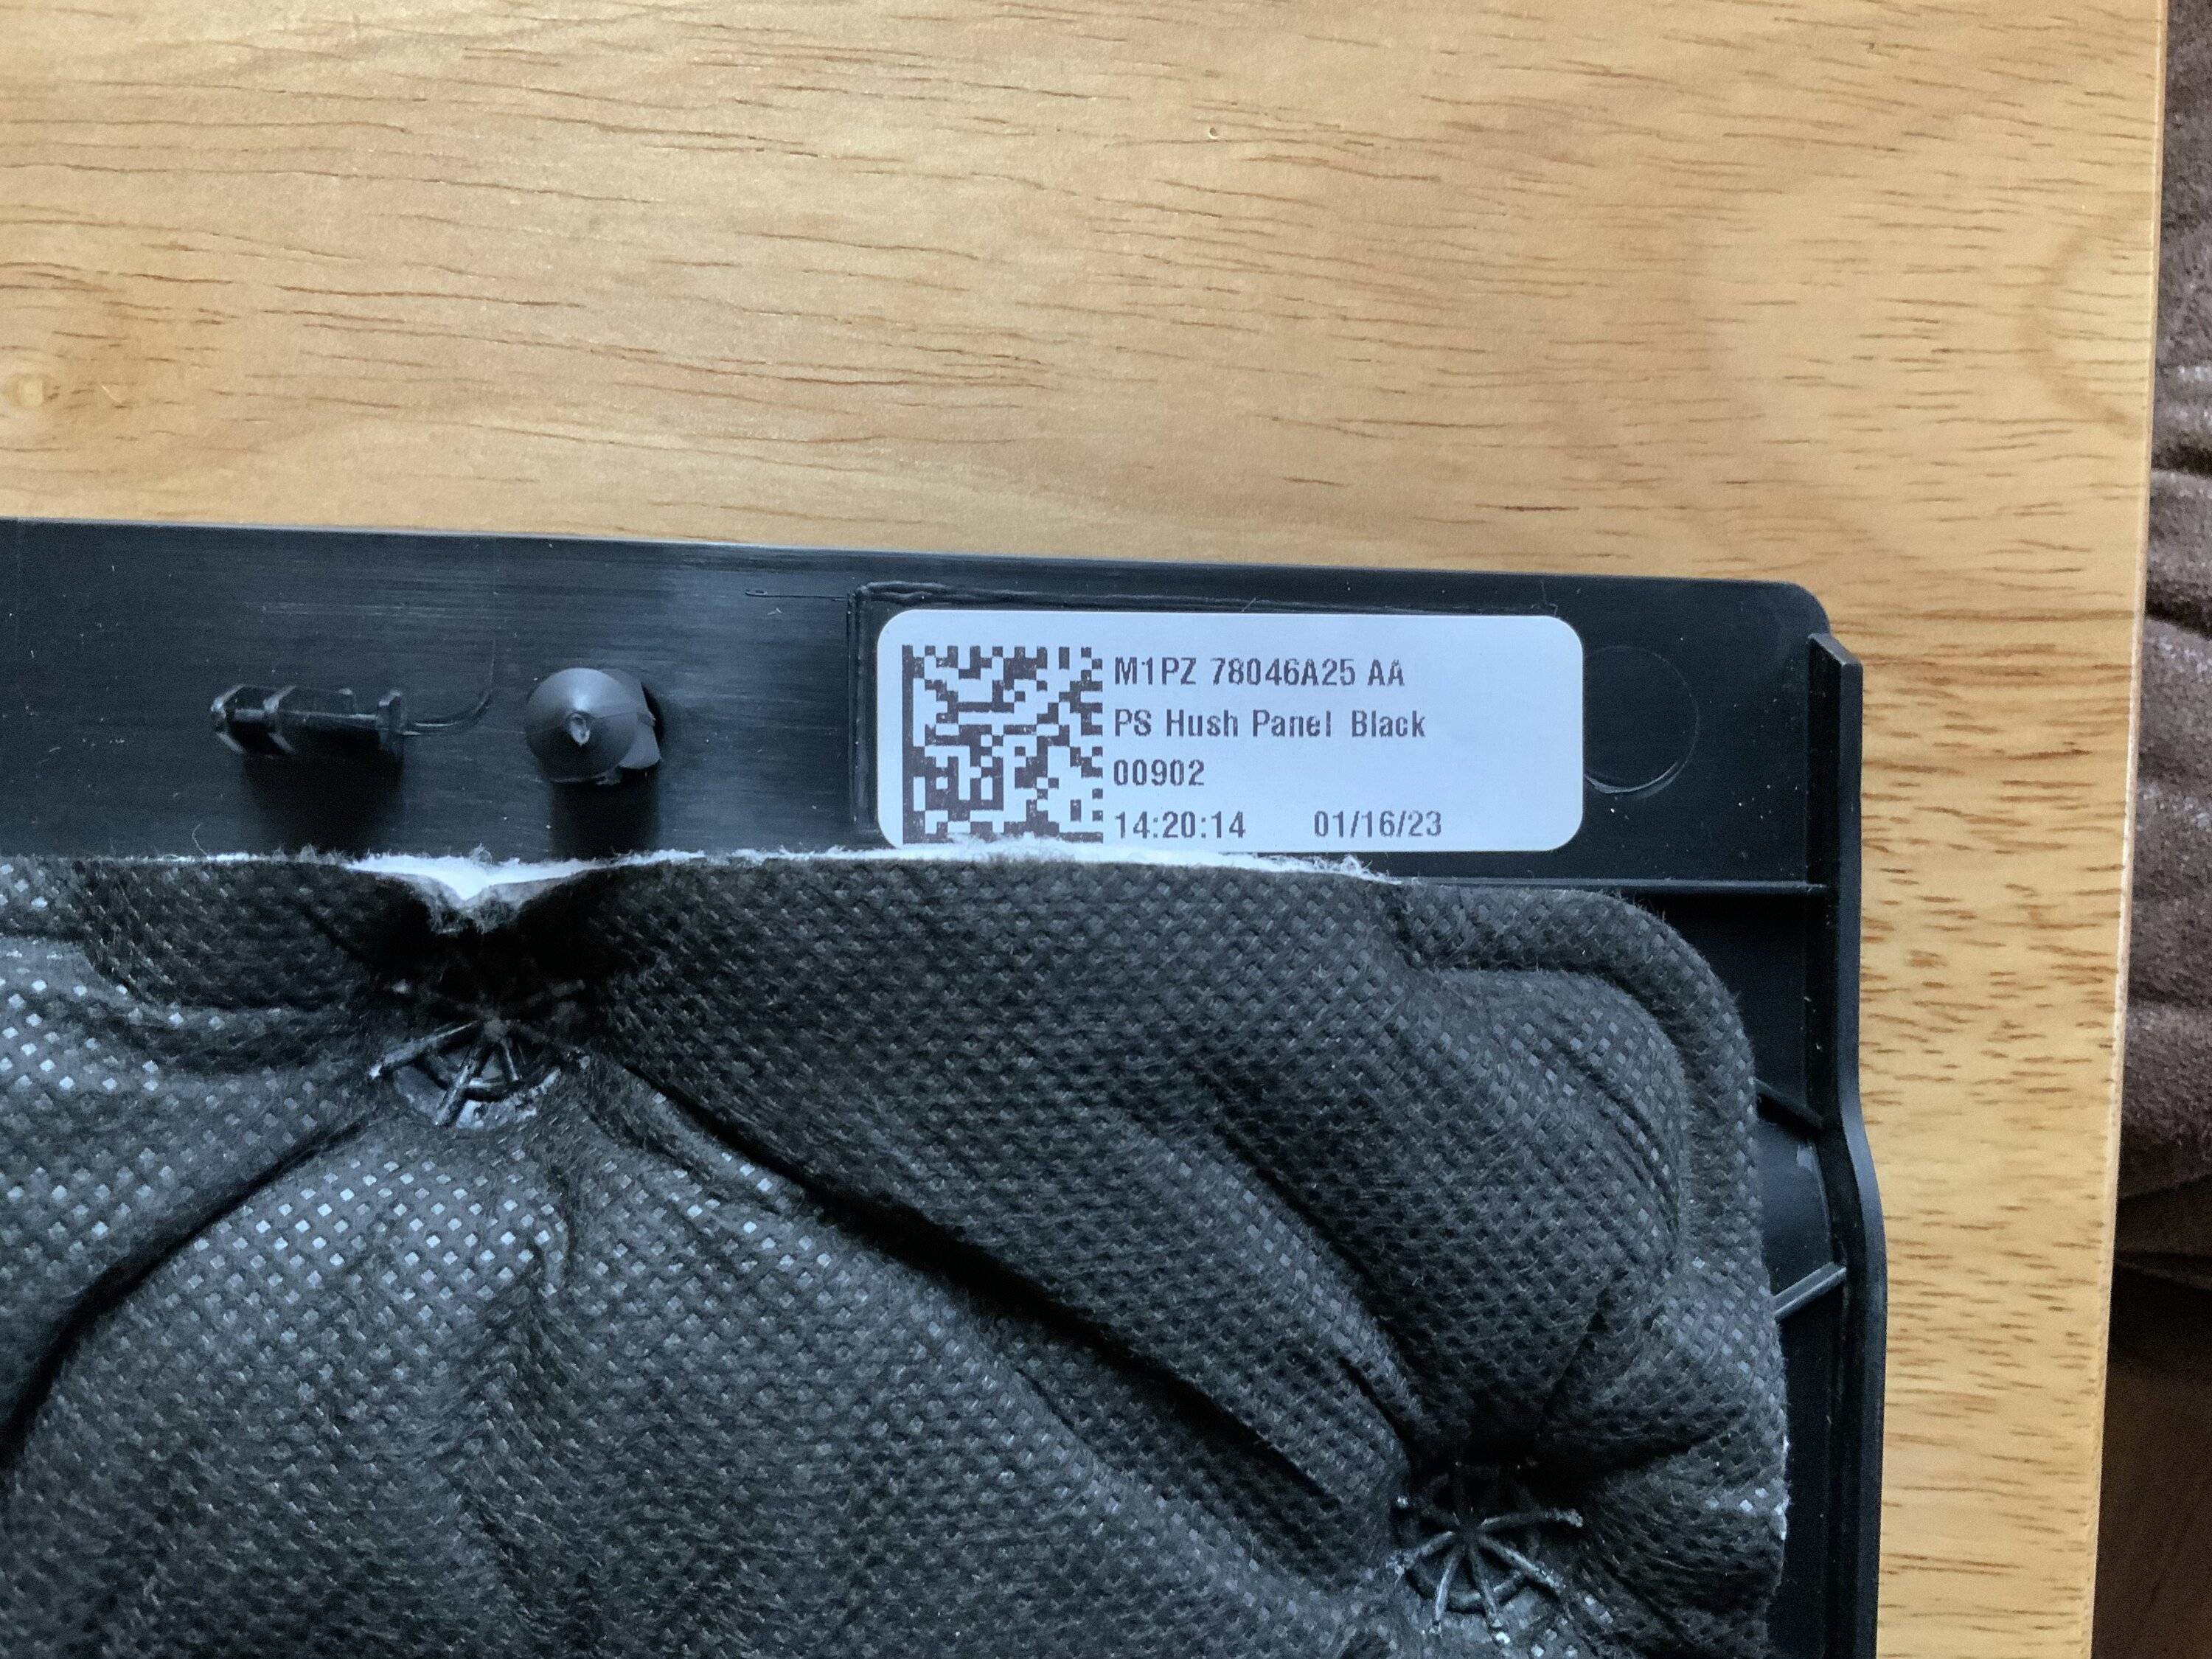 M1PZ 78046A25 AA
PS Hush Panel Black
00902
14:20:14 01/16/23